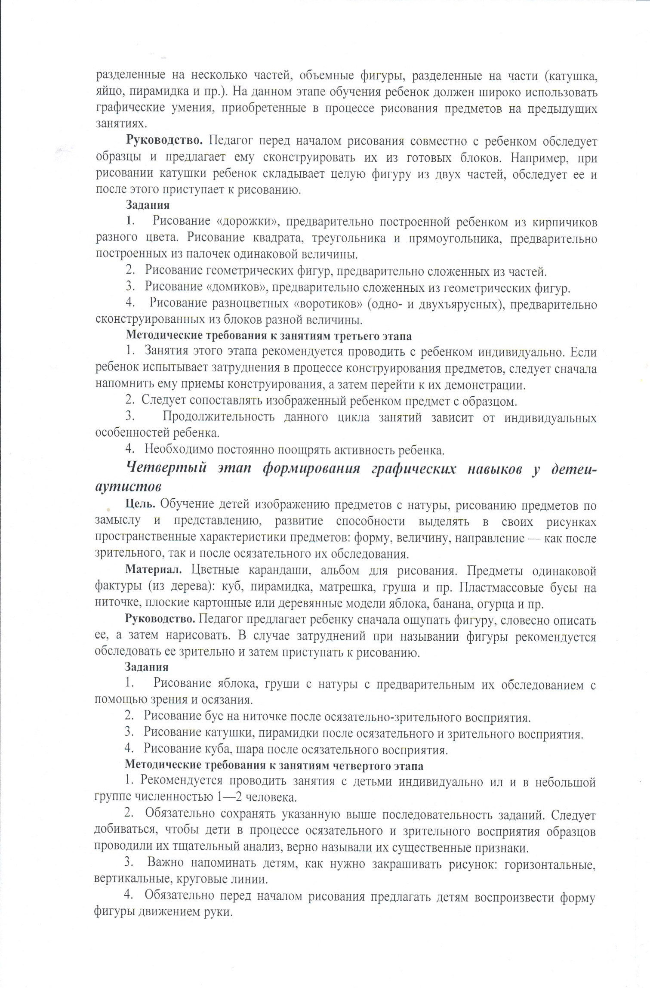 разделенные на несколько частей, объемные фигуры, разделенные на части (катушка,
яйцо, пирамидка и пр.). На данном этапе обучения ребенок должен широко использовать
графические умения, приобретенные в процессе рисования предметов на предыдущих
занятиях.
Руководство. Педагог перед началом рисования совместно с ребенком обследует
образцы и предлагает ему сконструировать их из готовых блоков. Например, при
рисовании катушки ребенок складывает целую фигуру из двух частей, обследует ее и
после этого приступает к рисованию.
Задания
1. Рисование «дорожки», предварительно построенной ребенком из кирпичиков
разного цвета. Рисование квадрата, треугольника и прямоугольника, предварительно
построенных из палочек одинаковой величины.
2. Рисование геометрических фигур, предварительно сложенных из частей.
3. Рисование «домиков», предварительно сложенных из геометрических фигур.
4. Рисование разноцветных «воротиков» (одно- и двухъярусных), предварительно
сконструированных из блоков разной величины.
Методические требования к занятиям третьего этапа
1. Занятия этого этапа рекомендуется проводить с ребенком индивидуально. Если
ребенок испытывает затруднения в процессе конструирования предметов, следует сначала
напомнить ему приемы конструирования, а затем перейти к их демонстрации.
2. Следует сопоставлять изображенный ребенком предмет с образцом.
3. Продолжительность данного цикла занятий зависит от индивидуальных
особенностей ребенка.
4. Необходимо постоянно поощрять активность ребенка.
Четвертый этап формирования графических навыков у детеи-
аутистов
Цель. Обучение детей изображению предметов с натуры, рисованию предметов по
замыслу и представлению, развитие способности выделять в своих рисунках
пространственные характеристики предметов: форму, величину, направление — как после
зрительного, так и после осязательного их обследования.
Материал. Цветные карандаши, альбом для рисования. Предметы одинаковой
фактуры (из дерева): куб, пирамидка, матрешка, груша и пр. Пластмассовые бусы на
ниточке, плоские картонные или деревянные модели яблока, банана, огурца и пр.
Руководство. Педагог предлагает ребенку сначала ощупать фигуру, словесно описать
ее, а затем нарисовать. В случае затруднений при назывании фигуры рекомендуется
обследовать ее зрительно и затем приступать к рисованию.
Задания
1. Рисование яблока, груши с натуры с предварительным их обследованием с
помощью зрения и осязания.
2. Рисование бус на ниточке после осязательно-зрительного восприятия.
3. Рисование катушки, пирамидки после осязательного и зрительного восприятия.
4. Рисование куба, шара после осязательного восприятия.
Методические требования к занятиям четвертого этапа
1. Рекомендуется проводить занятия с детьми индивидуально ил и в небольшой
группе численностью 1—2 человека.
2. Обязательно сохранять указанную выше последовательность заданий. Следует
добиваться, чтобы дети в процессе осязательного и зрительного восприятия образцов
проводили их тщательный анализ, верно называли их существенные признаки.
3. Важно напоминать детям, как нужно закрашивать рисунок: горизонтальные,
вертикальные, круговые линии.
4. Обязательно перед началом рисования предлагать детям воспроизвести форму
фигуры движением руки.